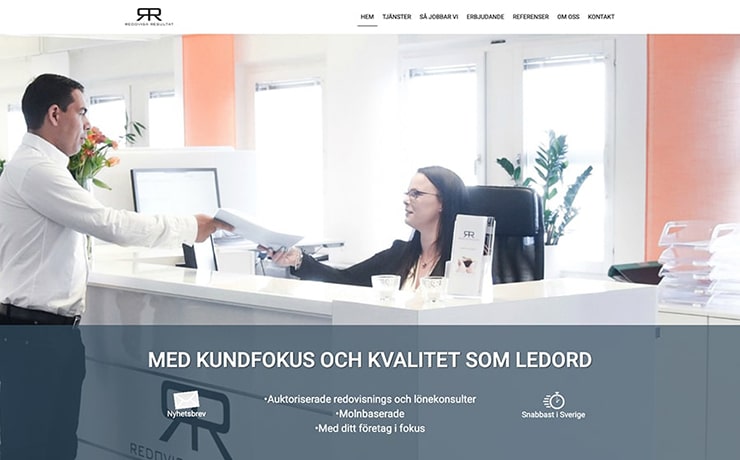 REDOVISA RESULTAT
HEM TJÄNSTER SÅ JOBBAR VI ERBJUDANDE REFERENSER OM OSS KONTAKT
MED KUNDFOKUS OCH KVALITET SOM LEDORD
Nyhetsbrev
•Auktoriserade redovisnings och lönekonsulter
•Molnbaserade
•Med ditt företag i fokus
Snabbast i Sverige